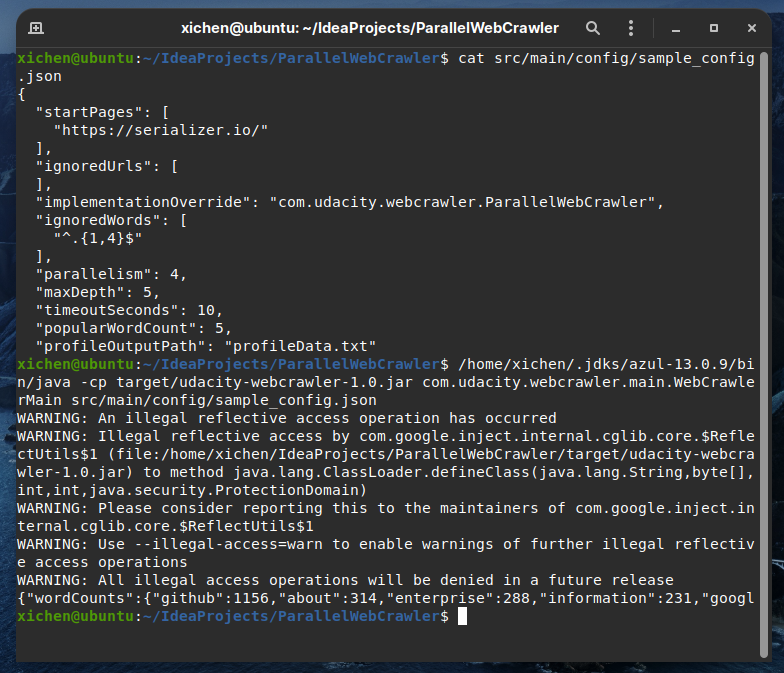 xichen@ubuntu: ~/IdeaProjects/ParallelWebCrawler
xichen@ubuntu:~/IdeaProjects/ParallelWebCrawler$ cat src/main/config/sample_config
.json
{
  "startPages": [
    "https://serializer.io/"
  ],
  "ignoredUrls": [
  ],
  "implementationOverride": "com.udacity.webcrawler.ParallelWebCrawler",
  "ignoredWords": [
    "^.{1,4}$"
  ],
  "parallelism": 4,
  "maxDepth": 5,
  "timeoutSeconds": 10,
  "popularWordCount": 5,
  "profileOutputPath": "profileData.txt"
xichen@ubuntu:~/IdeaProjects/ParallelWebCrawler$ /home/xichen/.jdks/azul-13.0.9/bi
n/java -cp target/udacity-webcrawler-1.0.jar com.udacity.webcrawler.main.WebCrawle
rMain src/main/config/sample_config.json
WARNING: An illegal reflective access operation has occurred
WARNING: Illegal reflective access by com.google.inject.internal.cglib.core.$Refle
ctUtils$1 (file:/home/xichen/IdeaProjects/ParallelWebCrawler/target/udacity-webcra
wler-1.0.jar) to method java.lang.ClassLoader.defineClass(java.lang.String,byte[],
int,int,java.security.ProtectionDomain)
WARNING: Please consider reporting this to the maintainers of com.google.inject.in
ternal.cglib.core.$ReflectUtils$1
WARNING: Use --illegal-access=warn to enable warnings of further illegal reflectiv
e access operations
WARNING: All illegal access operations will be denied in a future release
{"wordCounts":{"github":1156,"about":314,"enterprise":288,"information":231,"googl
xichen@ubuntu:~/IdeaProjects/ParallelWebCrawler$